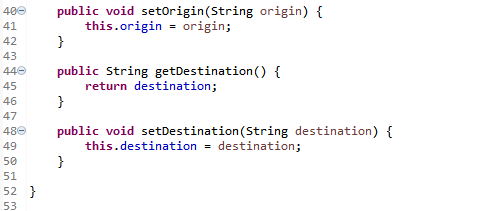 40    public void setOrigin(String origin) {
41        this.origin = origin;
42    }
43
44    public String getDestination() {
45        return destination;
46    }
47
48    public void setDestination(String destination) {
49        this.destination = destination;
50    }
51
52 }
53